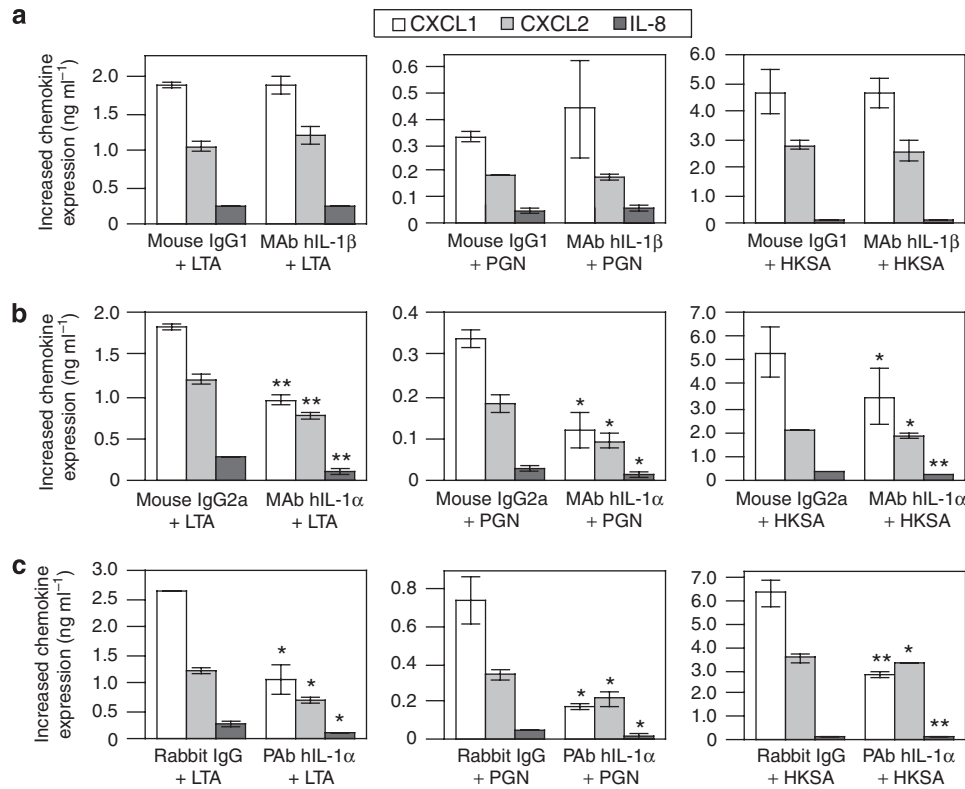 a
CXCL1 CXCL2 IL-8
Increased chemokine
expression (ng ml⁻¹)
2.0
1.5
1.0
0.5
0
Mouse IgG1
+ LTA
MAb hIL-1β
+ LTA
0.6
0.5
0.4
0.3
0.2
0.1
0
Mouse IgG1
+ PGN
MAb hIL-1β
+ PGN
6.0
5.0
4.0
3.0
2.0
1.0
0
Mouse IgG1
+ HKSA
MAb hIL-1β
+ HKSA
b
Increased chemokine
expression (ng ml⁻¹)
2.0
1.5
1.0
0.5
0
**
**
**
Mouse IgG2a
+ LTA
MAb hIL-1α
+ LTA
0.4
0.3
0.2
0.1
0
*
*
*
Mouse IgG2a
+ PGN
MAb hIL-1α
+ PGN
7.0
6.0
5.0
4.0
3.0
2.0
1.0
0
*
*
**
Mouse IgG2a
+ HKSA
MAb hIL-1α
+ HKSA
c
Increased chemokine
expression (ng ml⁻¹)
3.0
2.5
1.5
1.0
0.5
0
*
*
*
Rabbit IgG
+ LTA
PAb hIL-1α
+ LTA
0.8
0.6
0.4
0.2
0
*
*
*
Rabbit IgG
+ PGN
PAb hIL-1α
+ PGN
7.0
6.0
5.0
4.0
3.0
2.0
1.0
0
**
*
**
Rabbit IgG
+ HKSA
PAb hIL-1α
+ HKSA